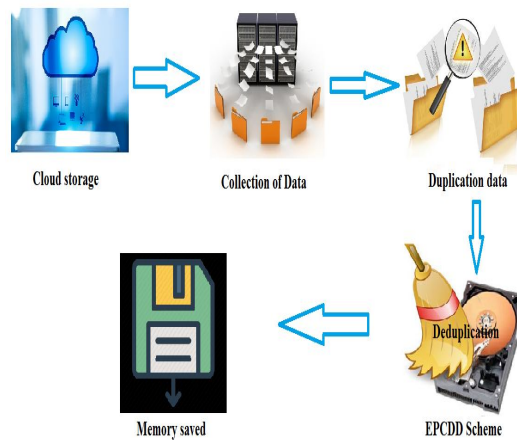 Cloud storage
Collection of Data
Duplication data
Deduplication
EPCDD Scheme
Memory saved